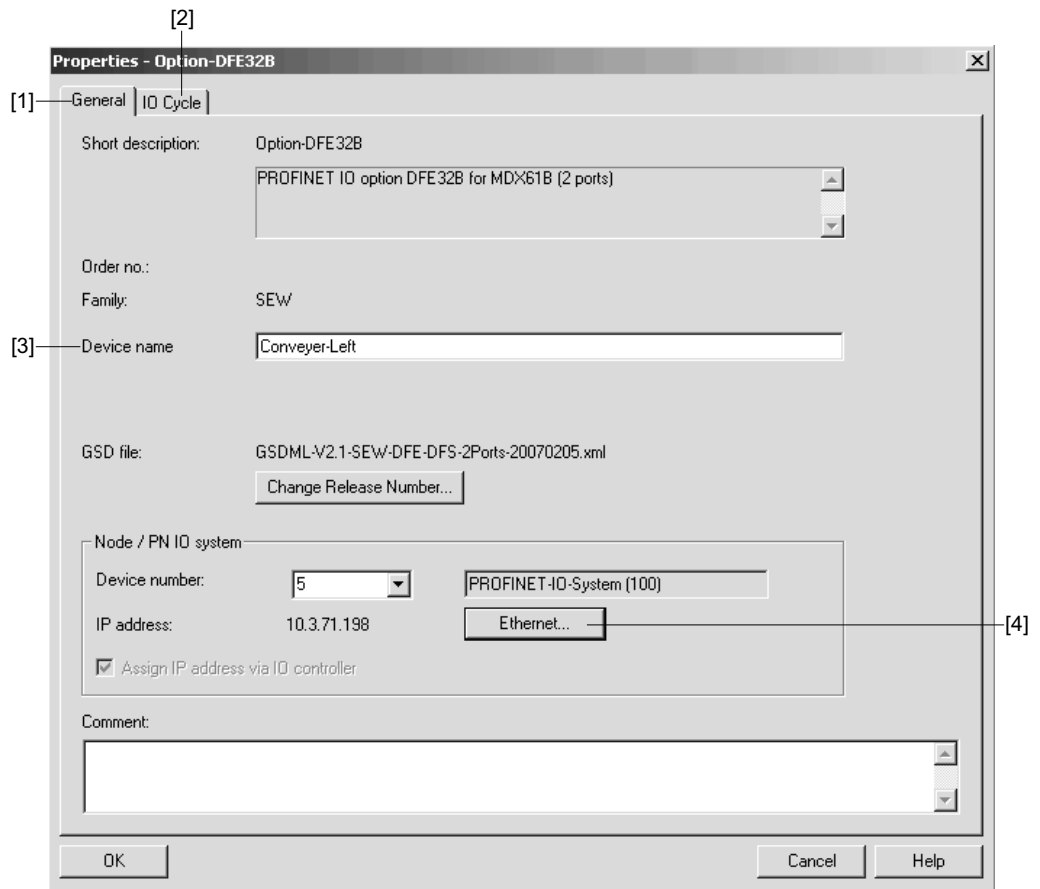 [2]
Properties - Option-DFE32B
[1]
General
IO Cycle
Short description:
Option-DFE32B
PROFINET IO option DFE32B for MDX61B (2 ports)
Order no.:
Family:
SEW
[3]
Device name
Conveyer-Left
GSD file:
GSDML-V2.1-SEW-DFE-DFS-2Ports-20070205.xml
Change Release Number...
Node / PN IO system
Device number:
5
PROFINET-IO-System (100)
IP address:
10.3.71.198
Ethernet...
[4]
Assign IP address via IO controller
Comment:
OK
Cancel
Help